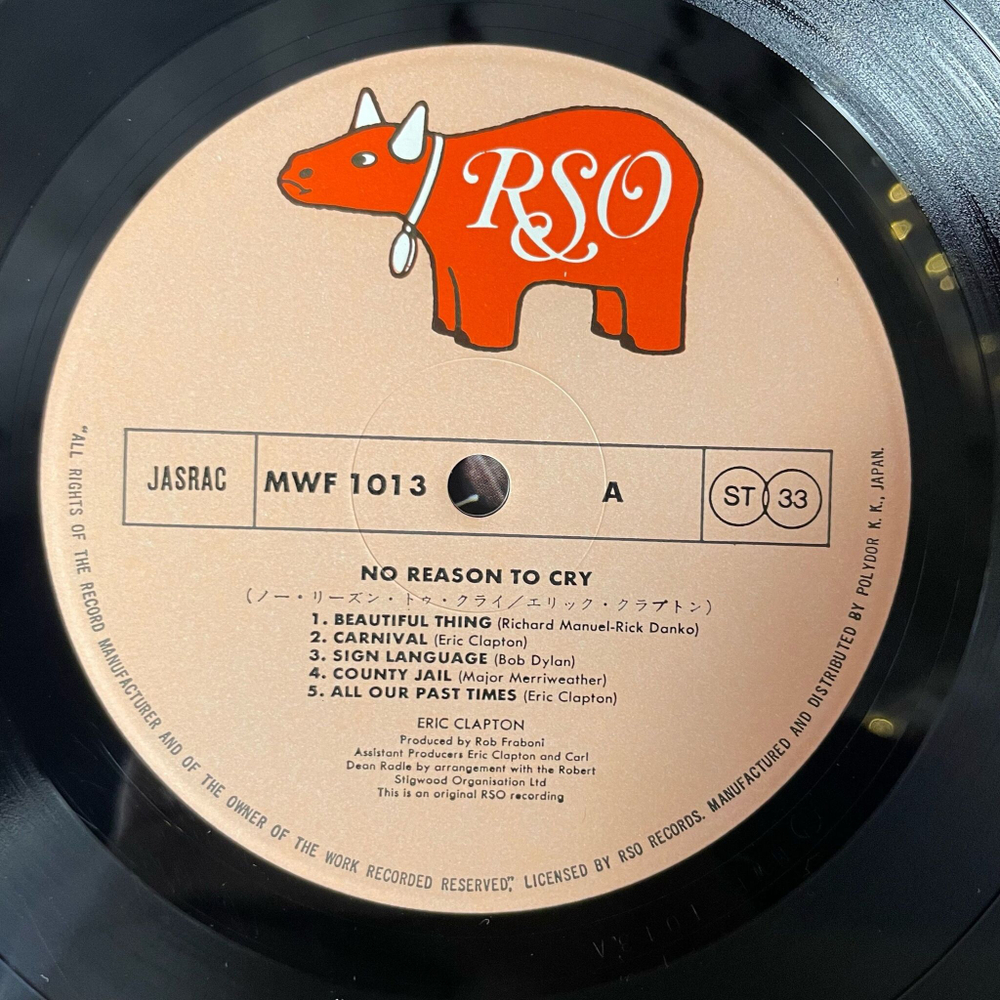 RSO
JASRAC
MWF 1013
A
ST 33
NO REASON TO CRY
(ノー・リーズン・トゥ・クライ/エリック・クラプトン)
1. BEAUTIFUL THING (Richard Manuel-Rick Danko)
2. CARNIVAL (Eric Clapton)
3. SIGN LANGUAGE (Bob Dylan)
4. COUNTY JAIL (Major Merriweather)
5. ALL OUR PAST TIMES (Eric Clapton)
ERIC CLAPTON
Produced by Rob Fraboni
Assistant Producers Eric Clapton and Carl
Dean Radle by arrangement with the Robert
Stigwood Organisation Ltd
This is an original RSO recording
"ALL RIGHTS OF THE RECORD MANUFACTURER AND OF THE OWNER OF THE WORK RECORDED RESERVED," LICENSED BY RSO RECORDS. MANUFACTURED AND DISTRIBUTED BY POLYDOR K. K., JAPAN.